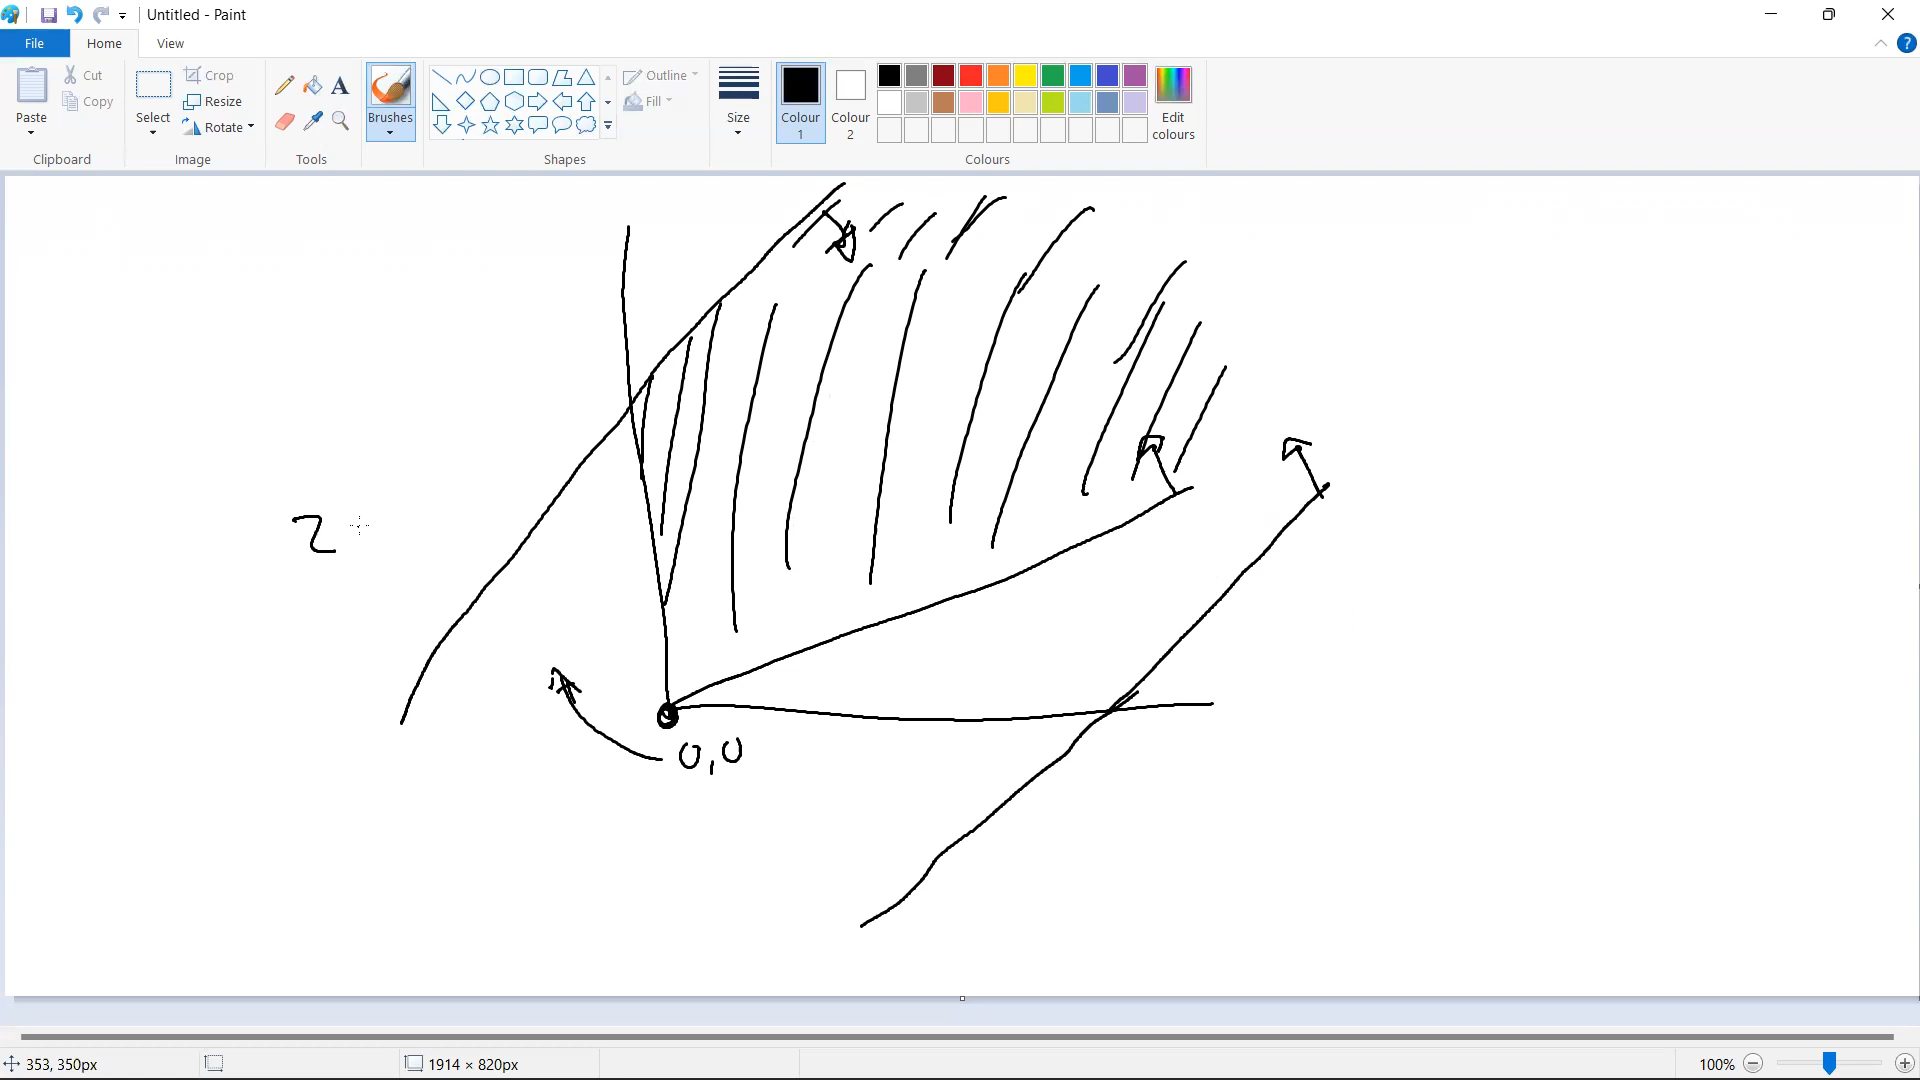 Untitled - Paint
File
Home
View
?
Paste
Cut
Copy
Clipboard
Select
Crop
Resize
Rotate
Image
A
Tools
Brushes
Outline
Fill
Shapes
Size
Colour
1
Colour
2
Edit
colours
Colours
2
0,0
353, 350px
1914 × 820px
100%